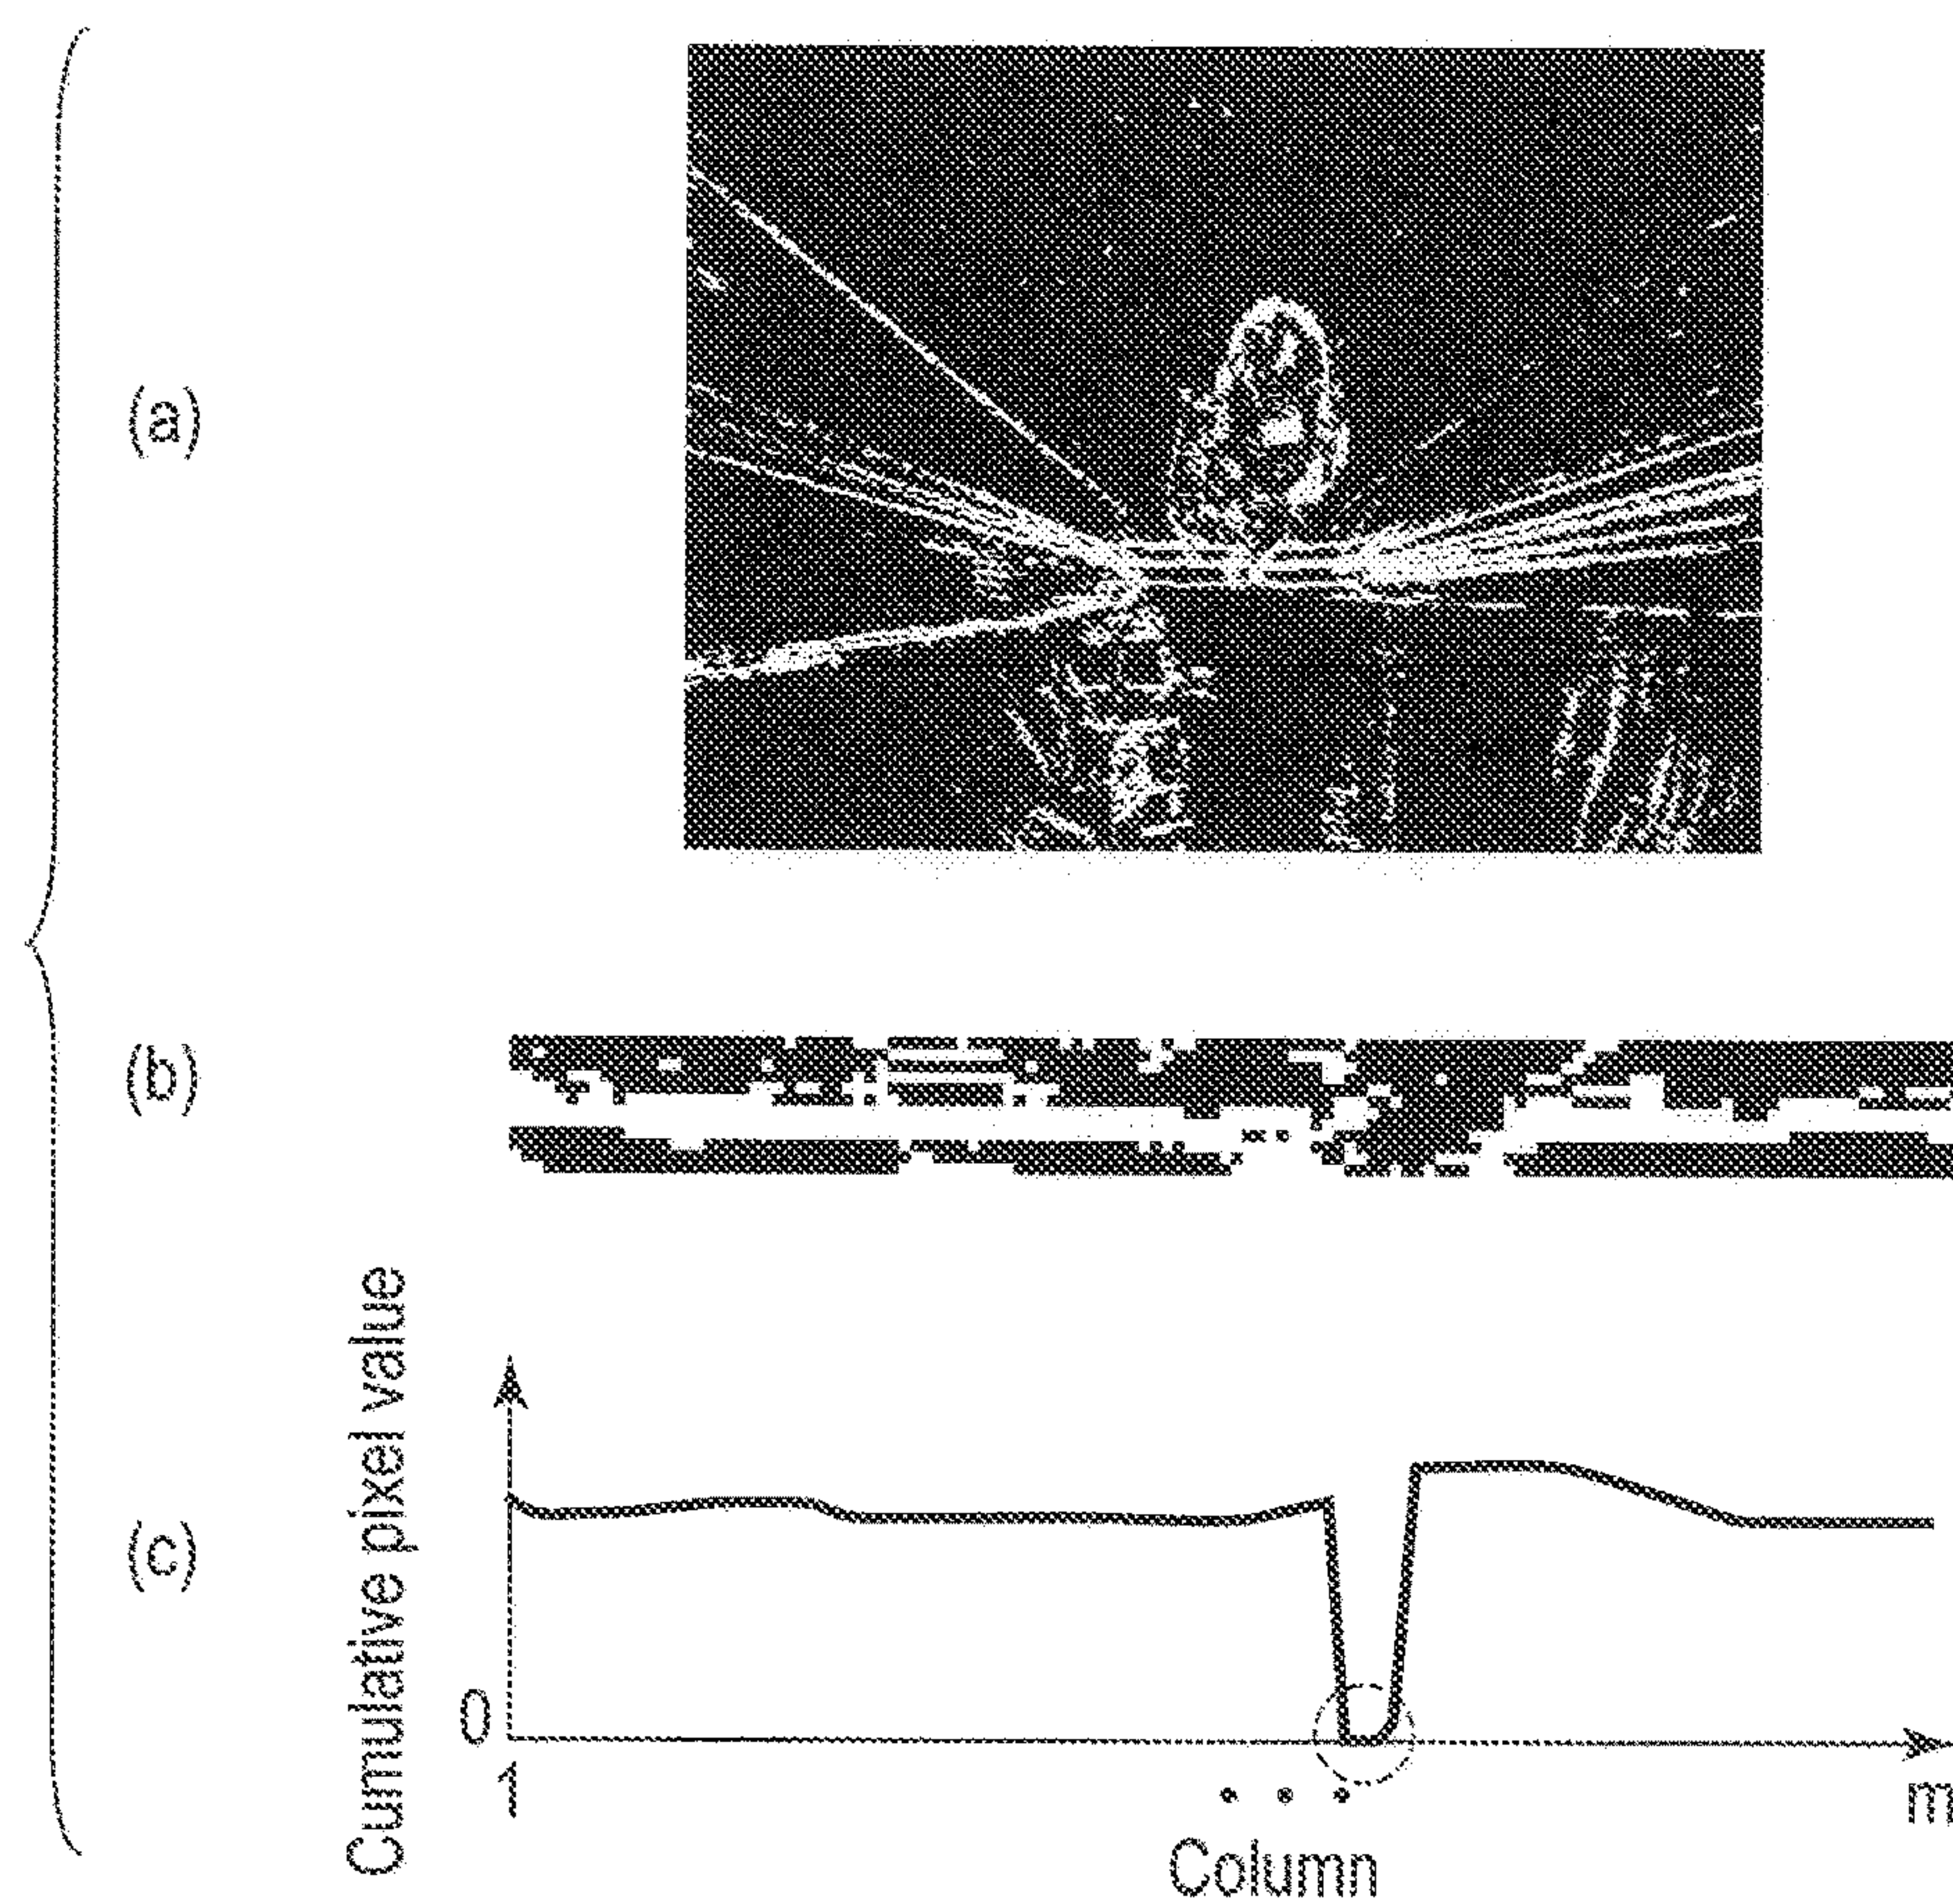 (a)
(b)
(c)
Cumulative pixel value
0
1
• • •
m
Column